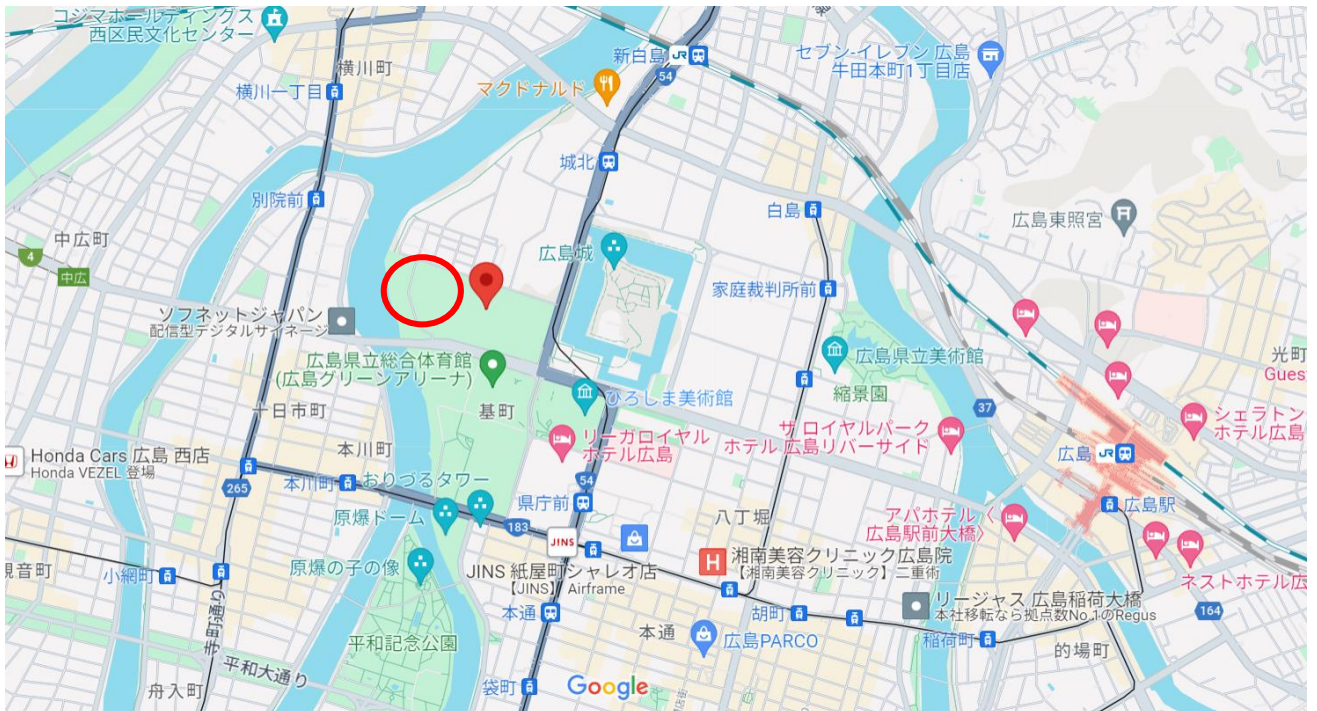 コジマホールディングス
西区民文化センター
横川町
横川一丁目
マクドナルド
新白島
JR
54
セブン-イレブン 広島
牛田本町1丁目店
城北
別院前
白島
広島東照宮
中広町
4
中広
広島城
家庭裁判所前
ソフネットジャパン
配信型デジタルサイネージ
広島県立総合体育館
(広島グリーンアリーナ)
広島県立美術館
縮景園
光町
Gues
ひろしま美術館
十日市町
基町
37
シェラトン
ホテル広島
リーガロイヤル
ホテル広島
ザ ロイヤルパーク
ホテル 広島リバーサイド
本川町
Honda Cars 広島 西店
Honda VEZEL 登場
広島
JR
265
本川町
おりづるタワー
54
県庁前
広島駅
原爆ドーム
183
八丁堀
アパホテル〈
広島駅前大橋〉
JINS
H
湘南美容クリニック広島院
【湘南美容クリニック】二重術
観音町
小網町
原爆の子の像
JINS 紙屋町シャレオ店
【JINS】Airframe
ネストホテル広
リージャス 広島稲荷大橋
本社移転なら拠点数No.1のRegus
164
本通
胡町
寺町通り
平和記念公園
本通
広島PARCO
稲荷町
的場町
平和大通り
舟入町
袋町
Google